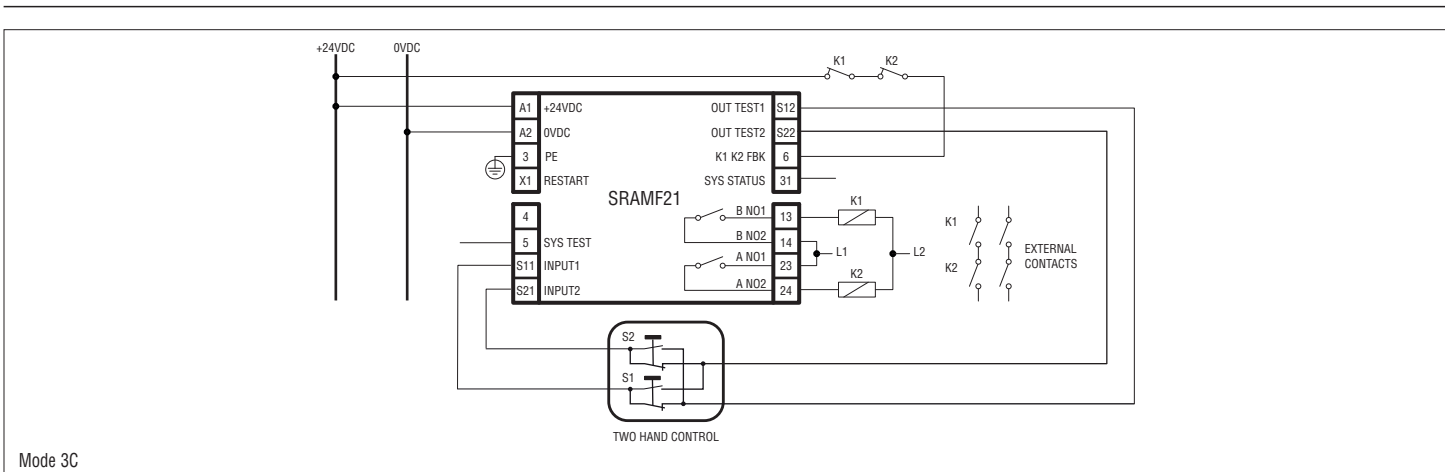 +24VDC 0VDC
K1 K2
A1 +24VDC OUT TEST1 S12
A2 0VDC OUT TEST2 S22
3 PE K1 K2 FBK 6
X1 RESTART SYS STATUS 31
SRAMF21
4 B NO1 13 K1
5 SYS TEST B NO2 14 L1 L2
S11 INPUT1 A NO1 23
S21 INPUT2 A NO2 24 K2
K1
K2
EXTERNAL
CONTACTS
S2
S1
TWO HAND CONTROL
Mode 3C